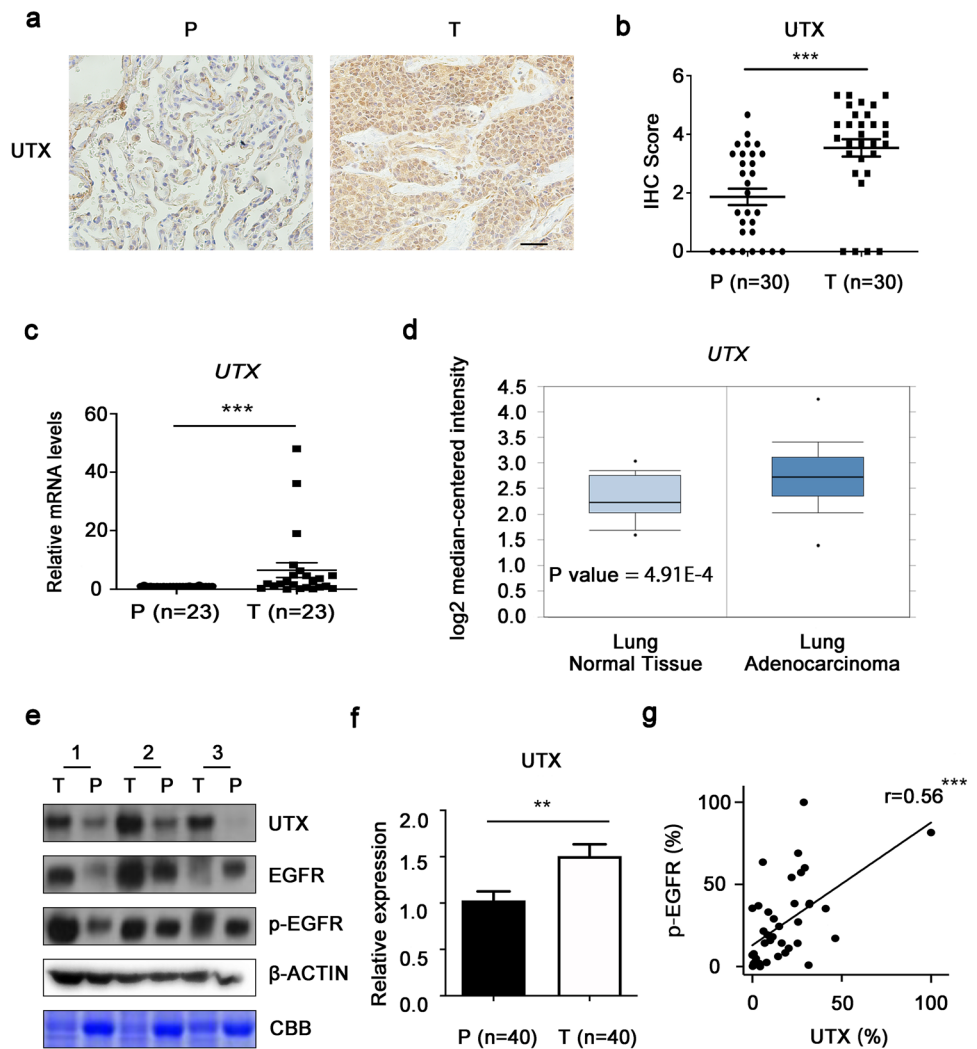 a
P
T
UTX
b
UTX
***
IHC Score
6
4
2
0
P (n=30)
T (n=30)
c
UTX
***
Relative mRNA levels
60
40
20
0
P (n=23)
T (n=23)
d
UTX
log2 median-centered intensity
4.5
4.0
3.5
3.0
2.5
2.0
1.5
1.0
0.5
0.0
P value = 4.91E-4
Lung
Normal Tissue
Lung
Adenocarcinoma
e
1 2 3
T P T P T P
UTX
EGFR
p-EGFR
β-ACTIN
CBB
f
UTX
**
Relative expression
2.0
1.5
1.0
0.5
0.0
P (n=40)
T (n=40)
g
r=0.56***
p-EGFR (%)
100
50
0
0 50 100
UTX (%)